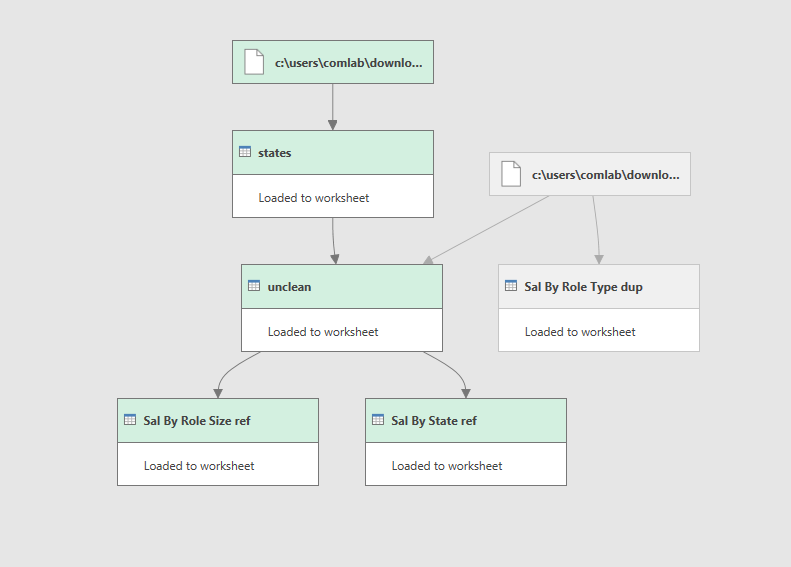 c:\users\comlab\downlo...
states
Loaded to worksheet
c:\users\comlab\downlo...
unclean
Loaded to worksheet
Sal By Role Type dup
Loaded to worksheet
Sal By Role Size ref
Loaded to worksheet
Sal By State ref
Loaded to worksheet